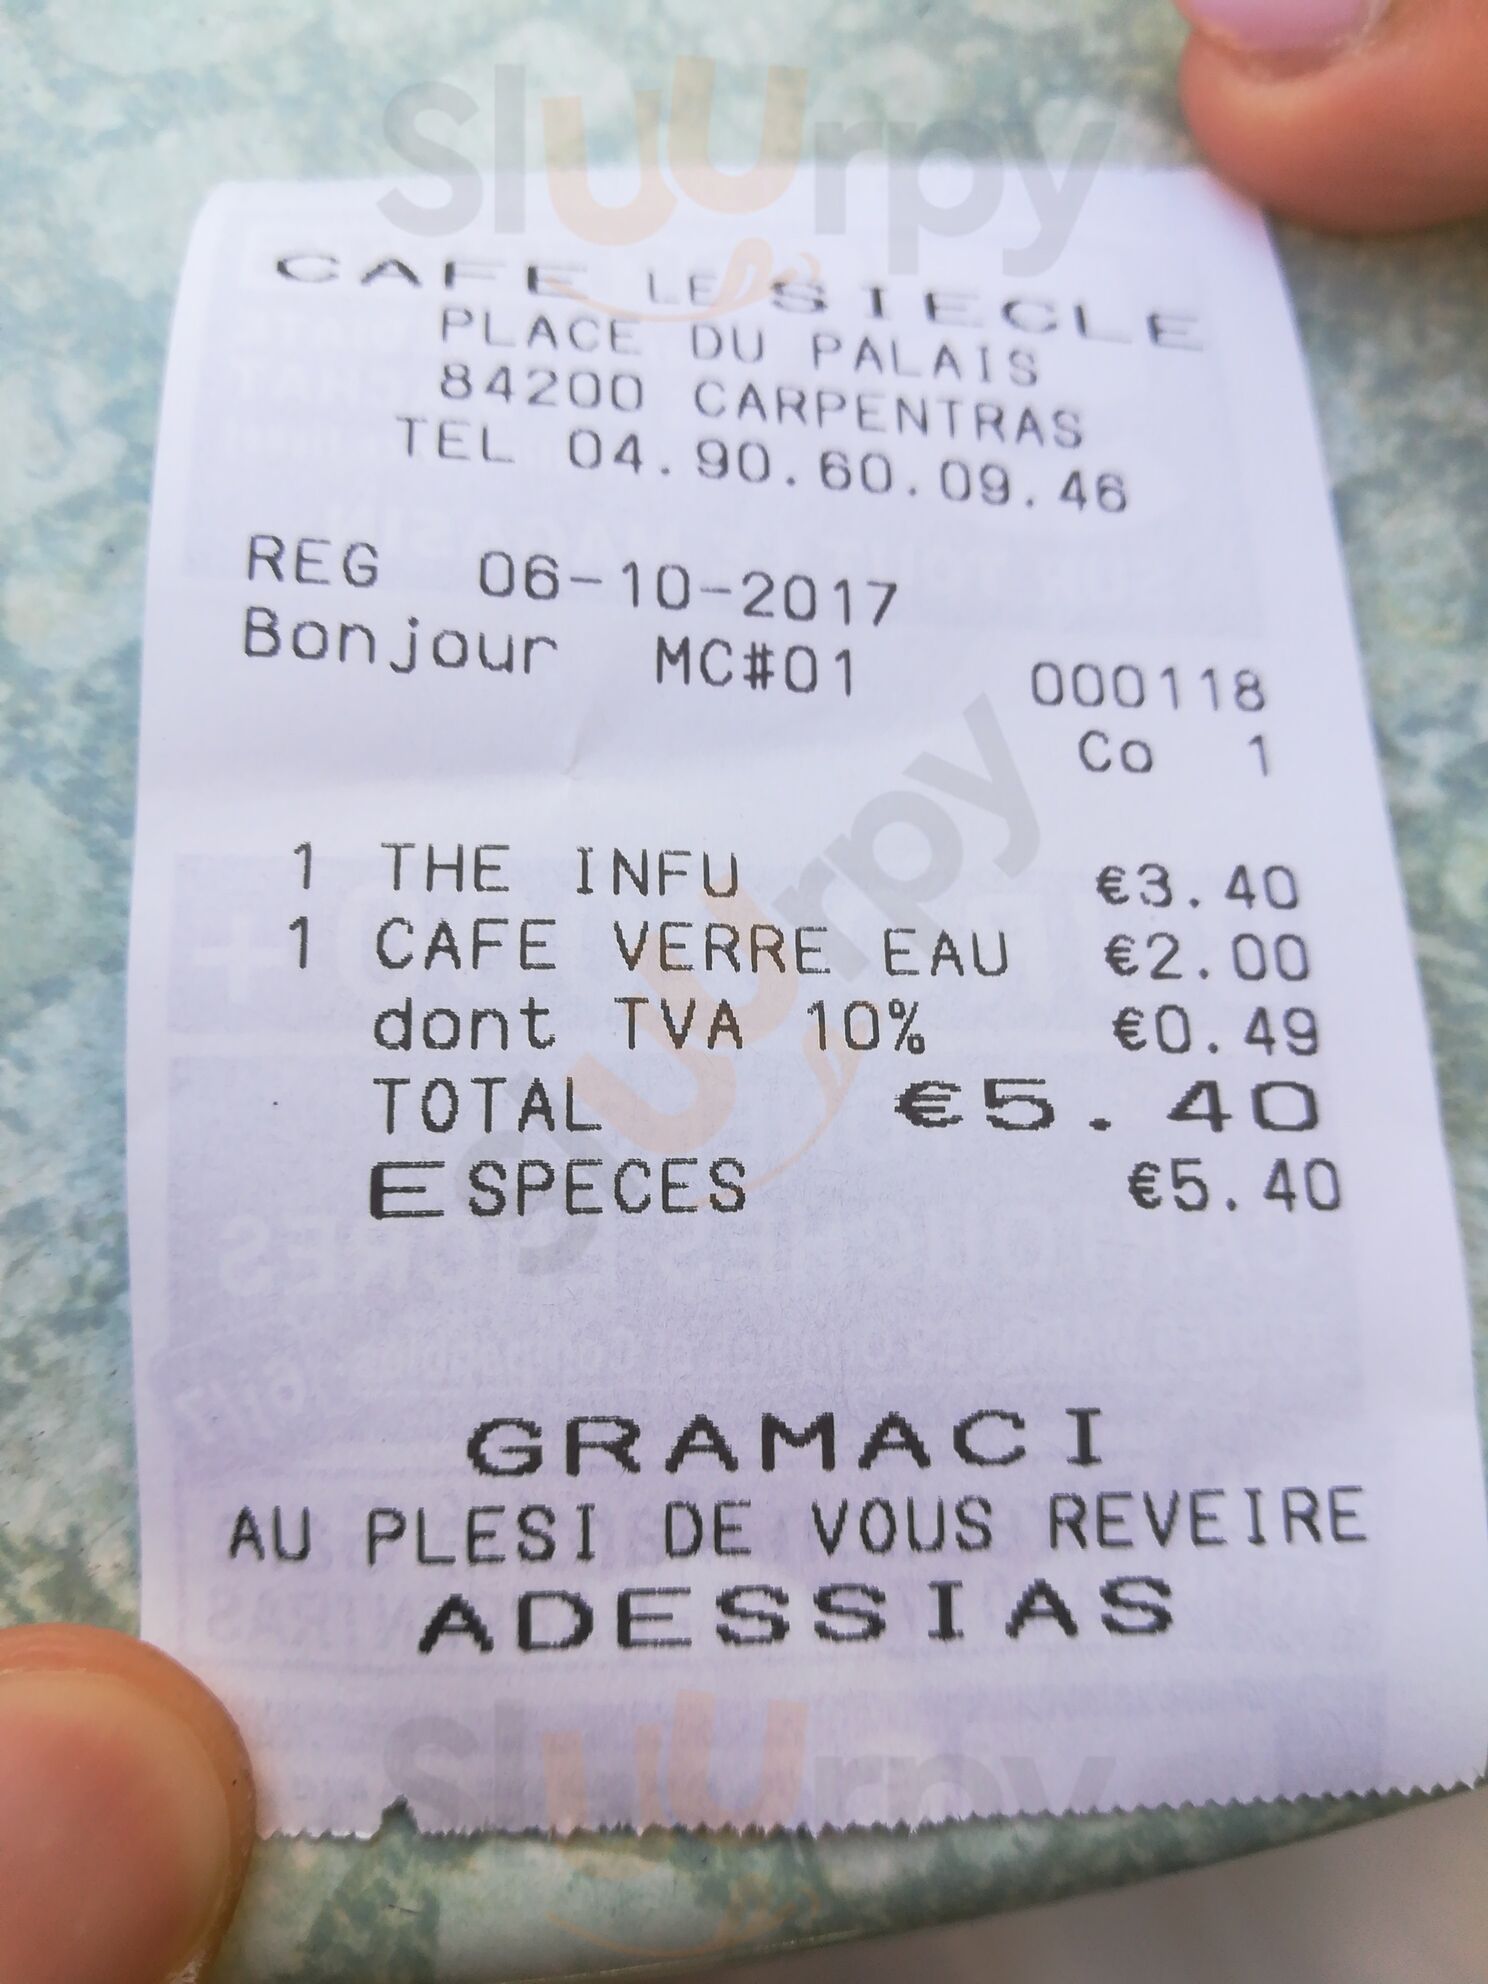 Sluurpy
CAFE LE SIECLE
PLACE DU PALAIS
84200 CARPENTRAS
TEL 04.90.60.09.46
REG 06-10-2017
Bonjour MC#01 000118
Co 1
1 THE INFU €3.40
1 CAFE VERRE EAU €2.00
dont TVA 10% €0.49
TOTAL €5.40
ESPECES €5.40
Sluurpy
GRAMACI
AU PLESI DE VOUS REVEIRE
ADESSIAS
Sluurpy